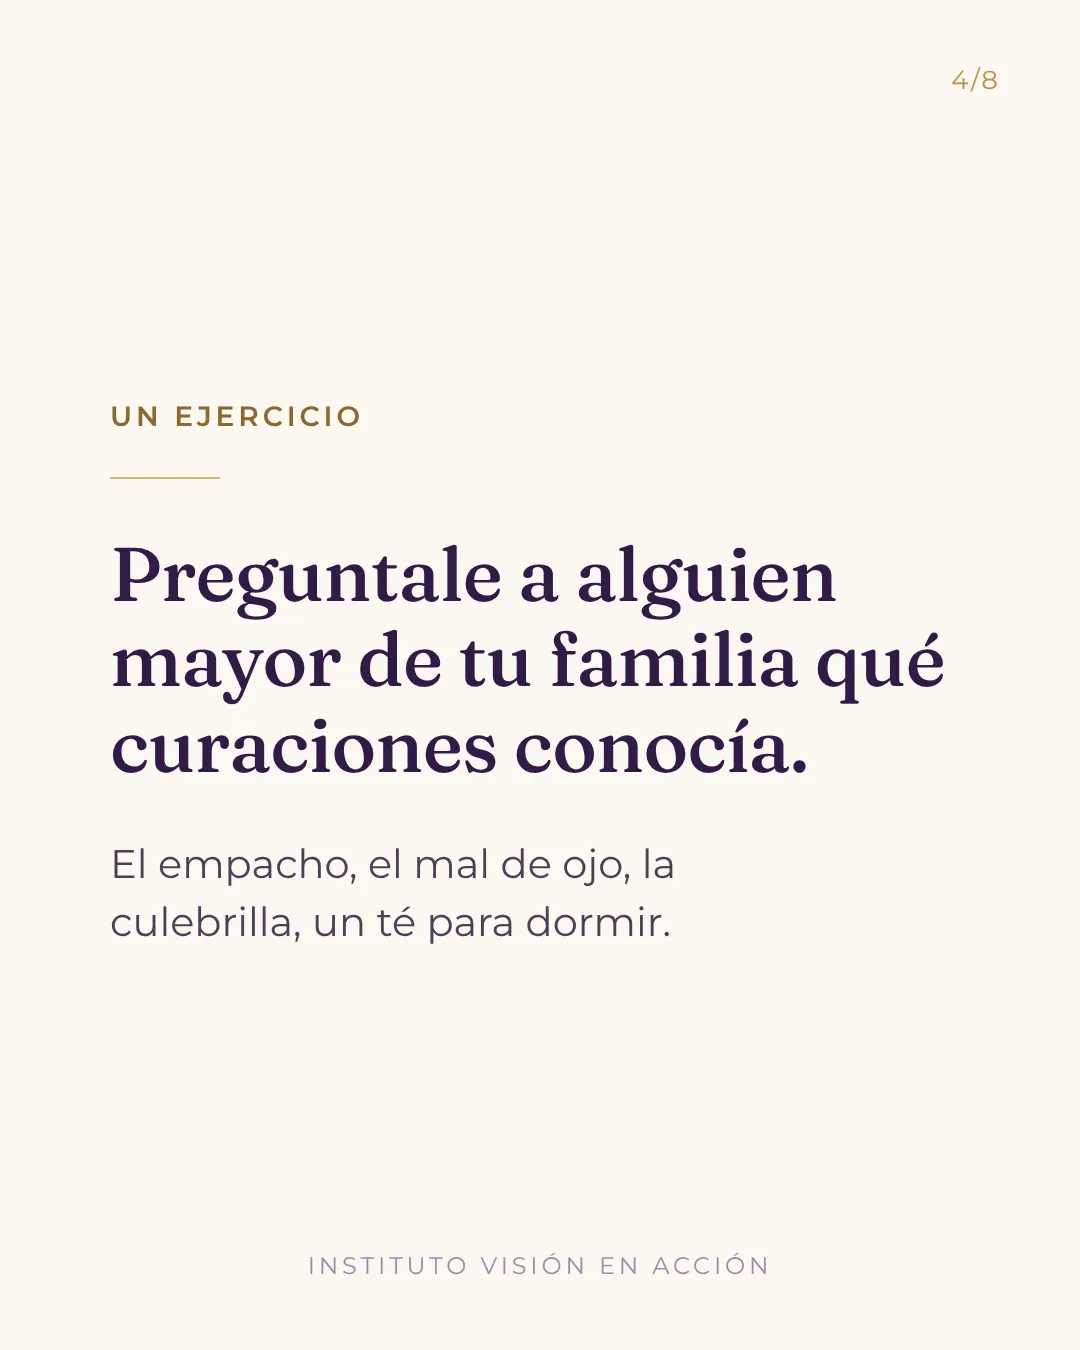 4/8
UN EJERCICIO
Preguntale a alguien
mayor de tu familia qué
curaciones conocía.
El empacho, el mal de ojo, la
culebrilla, un té para dormir.
INSTITUTO VISIÓN EN ACCIÓN